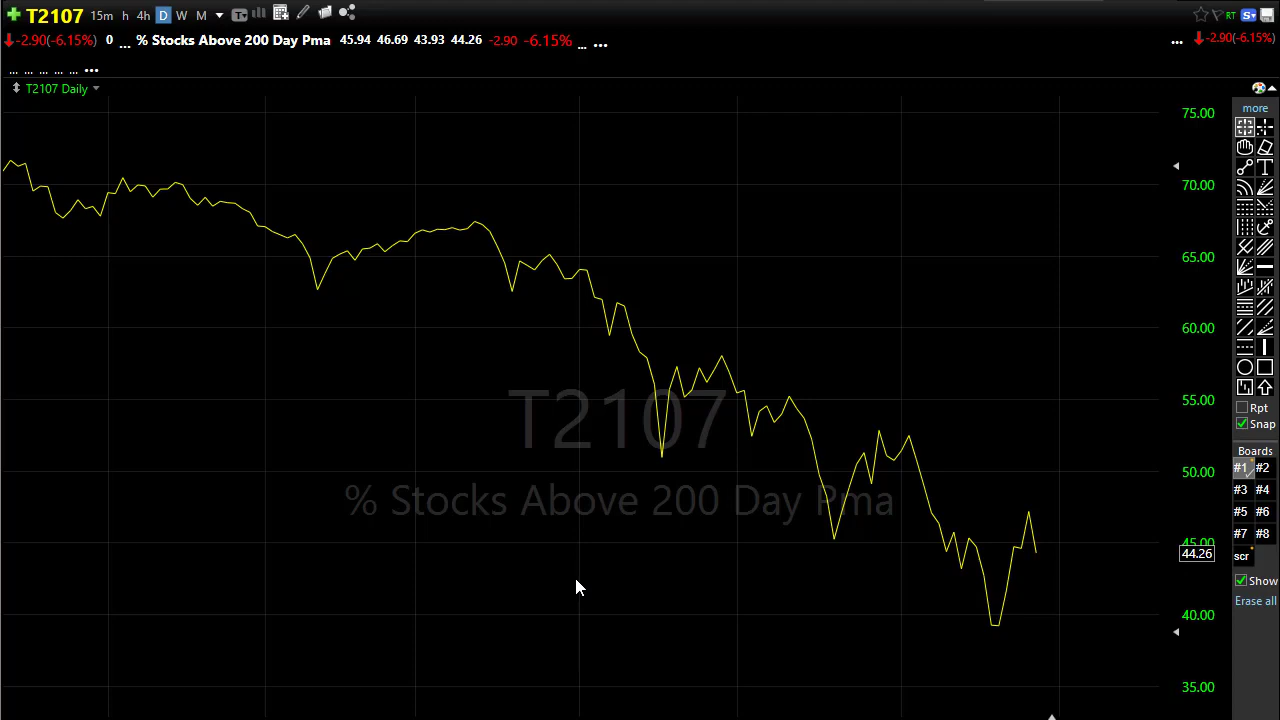 T2107 15m h 4h D W M T RT S
-2.90(-6.15%) 0 ... % Stocks Above 200 Day Pma 45.94 46.69 43.93 44.26 -2.90 -6.15% ... ... ... -2.90(-6.15%)
... ... ... ... ... ...
T2107 Daily
more
75.00
T
70.00
65.00
60.00
55.00
T2107
Rpt
Snap
Boards
50.00
#1 #2
% Stocks Above 200 Day Pma
#3 #4
#5 #6
#7 #8
45.00
44.26
scr
Show
Erase all
40.00
35.00